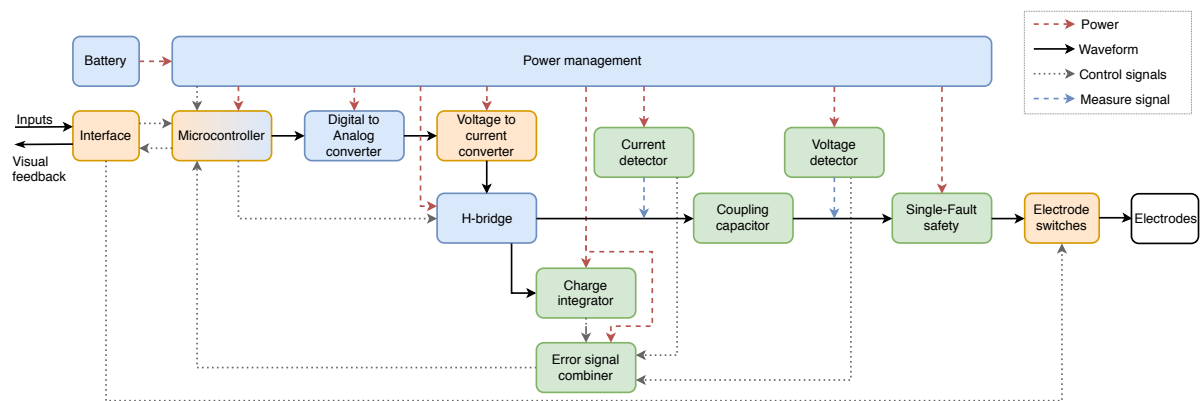 Battery
Power management
Power
Waveform
Control signals
Measure signal
Inputs
Visual
feedback
Interface
Microcontroller
Digital to
Analog
converter
Voltage to
current
converter
Current
detector
Voltage
detector
H-bridge
Coupling
capacitor
Single-Fault
safety
Electrode
switches
Electrodes
Charge
integrator
Error signal
combiner